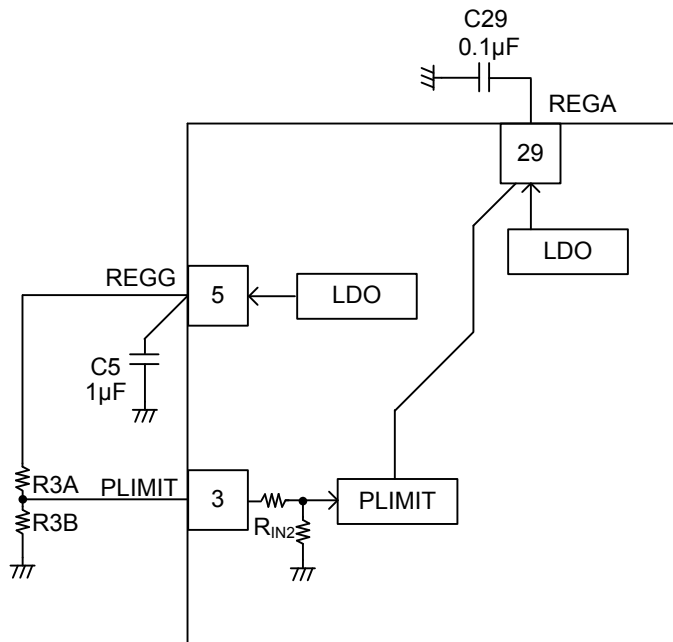 C29
0.1µF
REGA
29
LDO
REGG
5
LDO
C5
1µF
R3A
PLIMIT
3
PLIMIT
R3B
RIN2